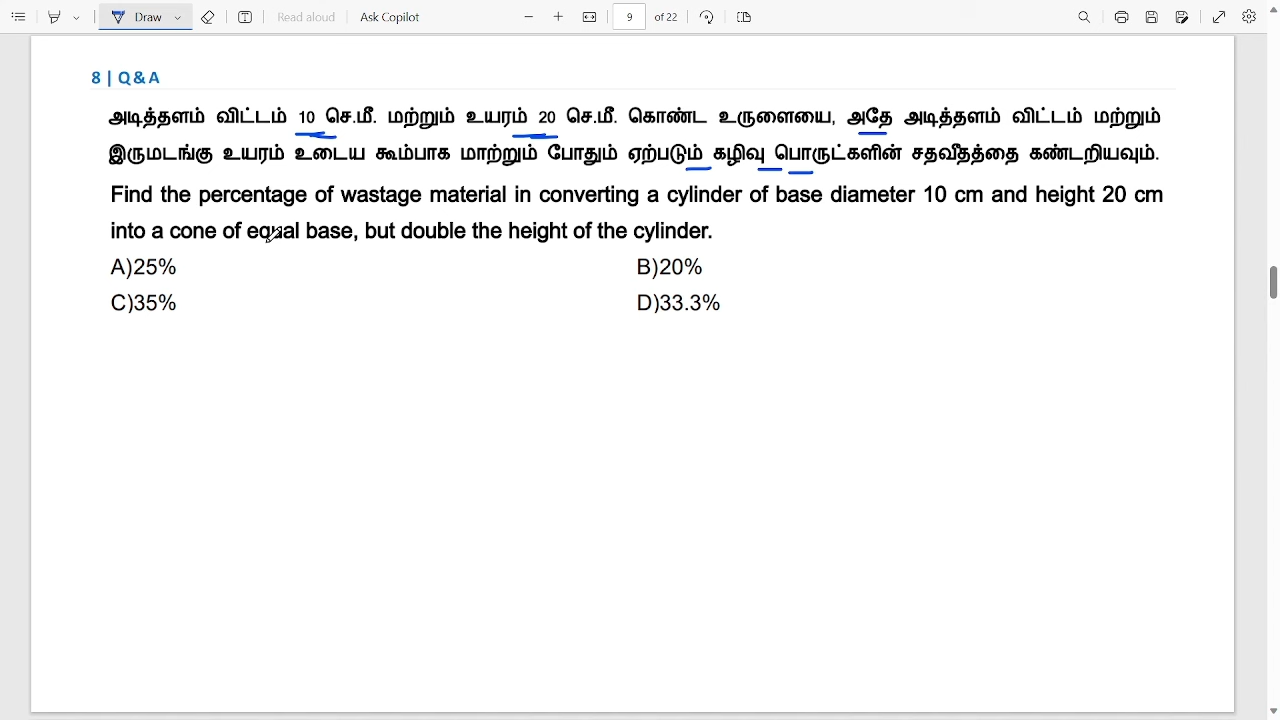 Draw
Read aloud
Ask Copilot
9
of 22
8 | Q&A
அடித்தளம் விட்டம் 10 செ.மீ. மற்றும் உயரம் 20 செ.மீ. கொண்ட உருளையை, அதே அடித்தளம் விட்டம் மற்றும்
இருமடங்கு உயரம் உடைய கூம்பாக மாற்றும் போதும் ஏற்படும் கழிவு பொருட்களின் சதவீதத்தை கண்டறியவும்.
Find the percentage of wastage material in converting a cylinder of base diameter 10 cm and height 20 cm
into a cone of equal base, but double the height of the cylinder.
A)25%
B)20%
C)35%
D)33.3%